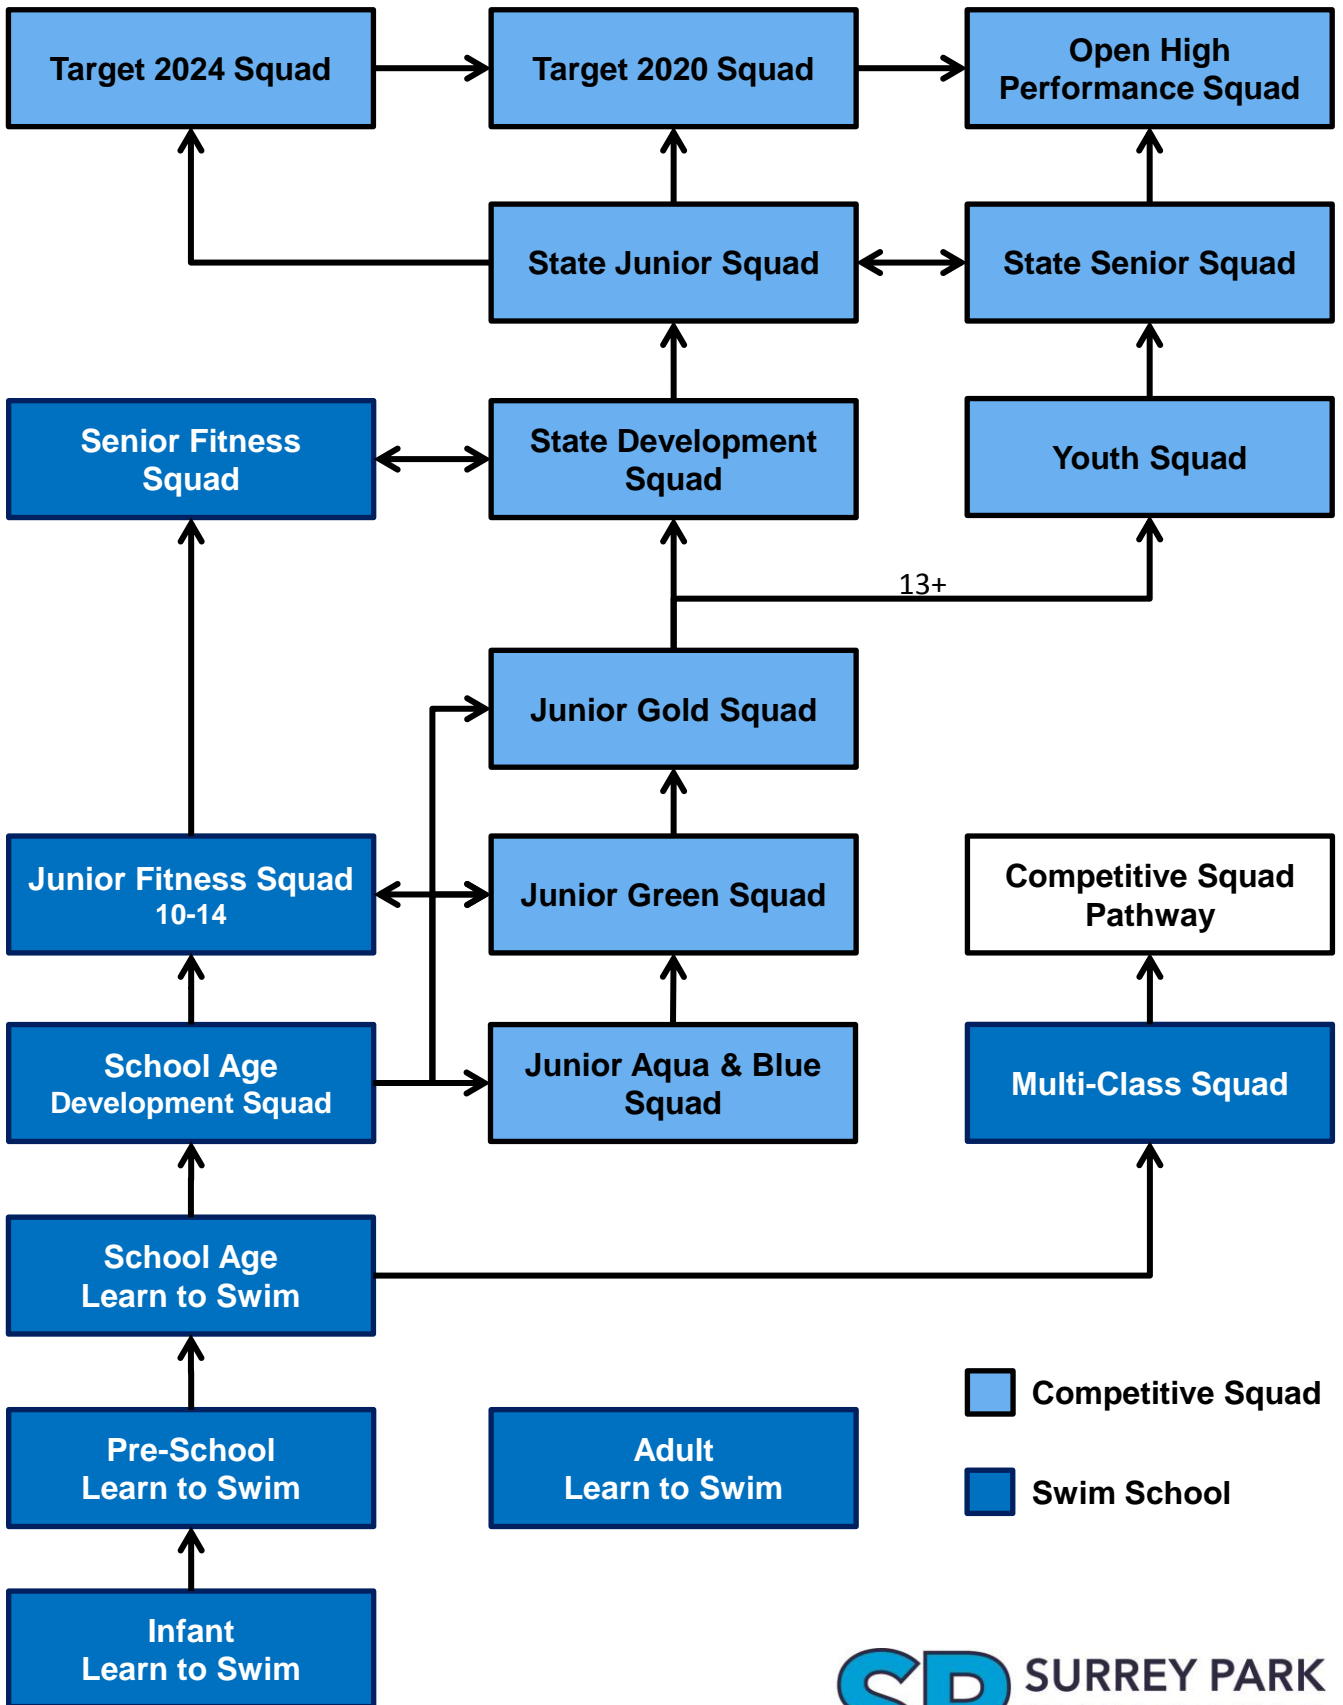 Target 2024 Squad
Target 2020 Squad
Open High
Performance Squad
State Junior Squad
State Senior Squad
Senior Fitness
Squad
State Development
Squad
Youth Squad
13+
Junior Gold Squad
Junior Fitness Squad
10-14
Junior Green Squad
Competitive Squad
Pathway
School Age
Development Squad
Junior Aqua & Blue
Squad
Multi-Class Squad
School Age
Learn to Swim
Competitive Squad
Pre-School
Learn to Swim
Adult
Learn to Swim
Swim School
Infant
Learn to Swim
SP
SURREY PARK